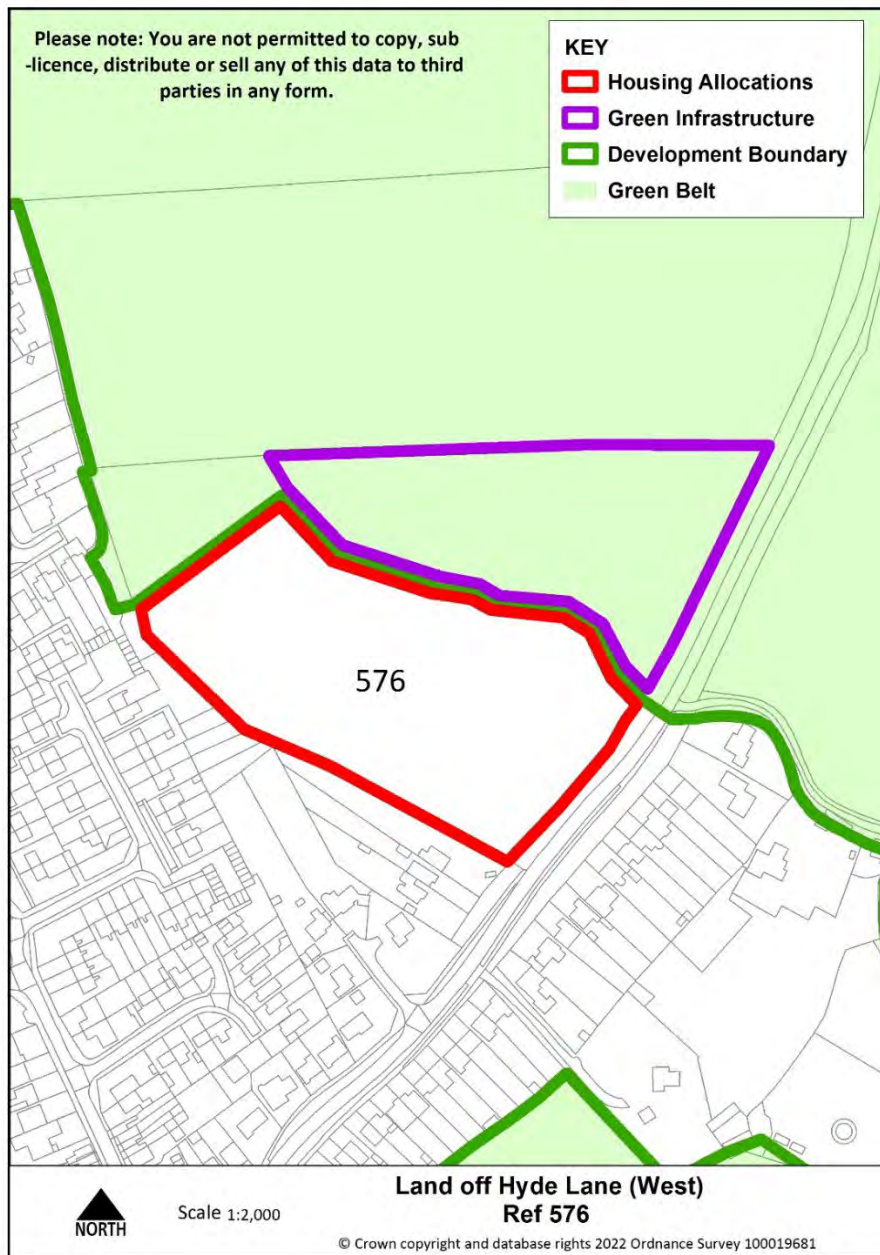 Please note: You are not permitted to copy, sub
-licence, distribute or sell any of this data to third
parties in any form.
KEY
Housing Allocations
Green Infrastructure
Development Boundary
Green Belt
576
NORTH
Scale 1:2,000
Land off Hyde Lane (West)
Ref 576
© Crown copyright and database rights 2022 Ordnance Survey 100019681